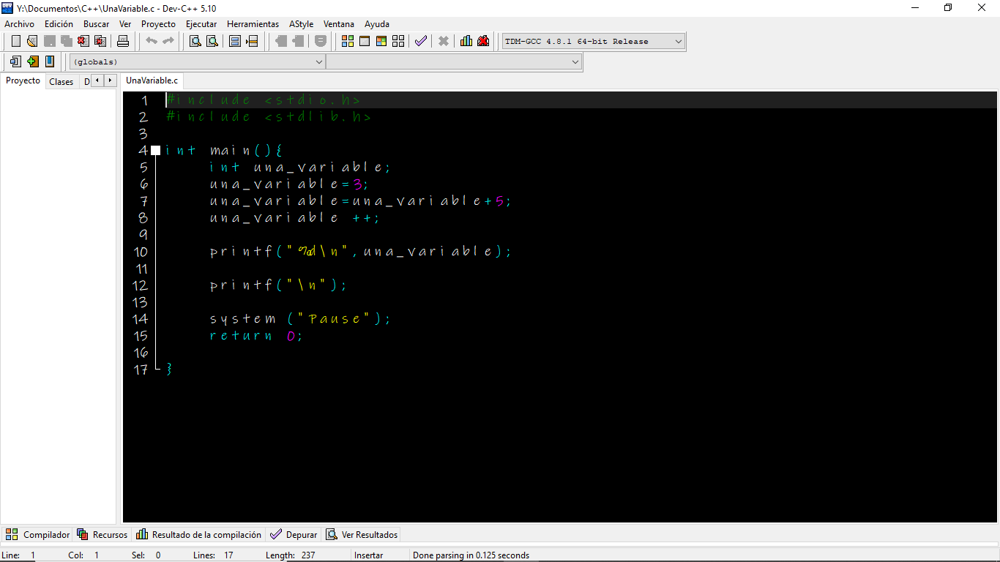 Y:\Documentos\C++\UnaVariable.c - Dev-C++ 5.10
Archivo Edición Buscar Ver Proyecto Ejecutar Herramientas AStyle Ventana Ayuda
TDM-GCC 4.8.1 64-bit Release
(globals)
Proyecto Clases D UnaVariable.c
1 #include <stdio.h>
2 #include <stdlib.h>
3
4 int main(){
5 int una_variable;
6 una_variable=3;
7 una_variable=una_variable+5;
8 una_variable ++;
9
10 printf("%d\n",una_variable);
11
12 printf("\n");
13
14 system ("Pause");
15 return 0;
16
17 }
Compilador Recursos Resultado de la compilación Depurar Ver Resultados
Line: 1 Col: 1 Sel: 0 Lines: 17 Length: 237 Insertar Done parsing in 0.125 seconds